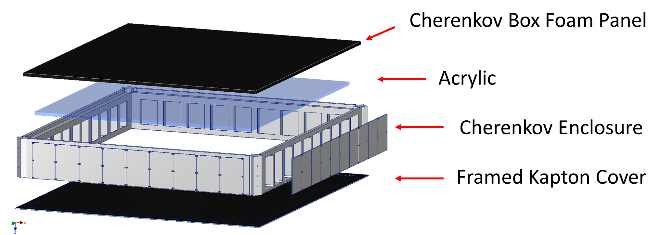 Cherenkov Box Foam Panel
Acrylic
Cherenkov Enclosure
Framed Kapton Cover